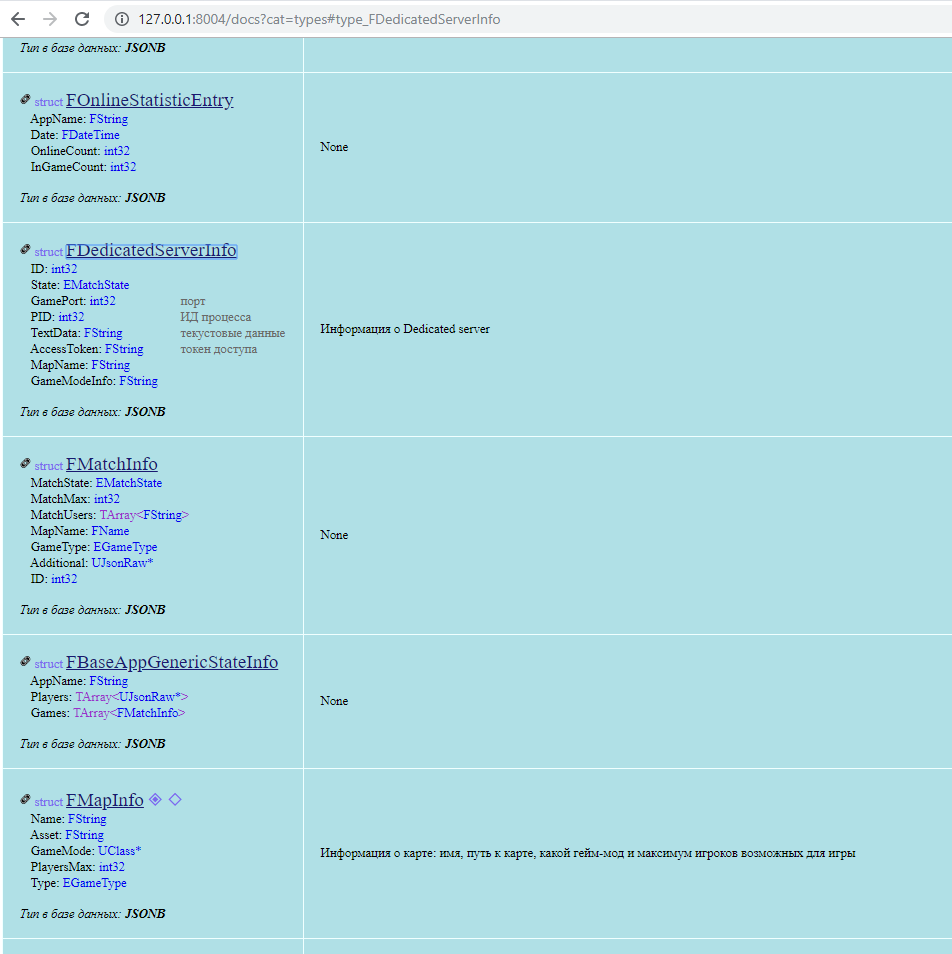 127.0.0.1:8004/docs?cat=types#type_FDedicatedServerInfo
Тип в базе данных: JSONB
struct FOnlineStatisticEntry
AppName: FString
Date: FDateTime
OnlineCount: int32
InGameCount: int32
Тип в базе данных: JSONB
None
struct FDedicatedServerInfo
ID: int32
State: EMatchState
GamePort: int32 порт
PID: int32 ИД процесса
TextData: FString текустовые данные
AccessToken: FString токен доступа
MapName: FString
GameModeInfo: FString
Тип в базе данных: JSONB
Информация о Dedicated server
struct FMatchInfo
MatchState: EMatchState
MatchMax: int32
MatchUsers: TArray<FString>
MapName: FName
GameType: EGameType
Additional: UJsonRaw*
ID: int32
Тип в базе данных: JSONB
None
struct FBaseAppGenericStateInfo
AppName: FString
Players: TArray<UJsonRaw*>
Games: TArray<FMatchInfo>
Тип в базе данных: JSONB
None
struct FMapInfo
Name: FString
Asset: FString
GameMode: UClass*
PlayersMax: int32
Type: EGameType
Тип в базе данных: JSONB
Информация о карте: имя, путь к карте, какой гейм-мод и максимум игроков возможных для игры